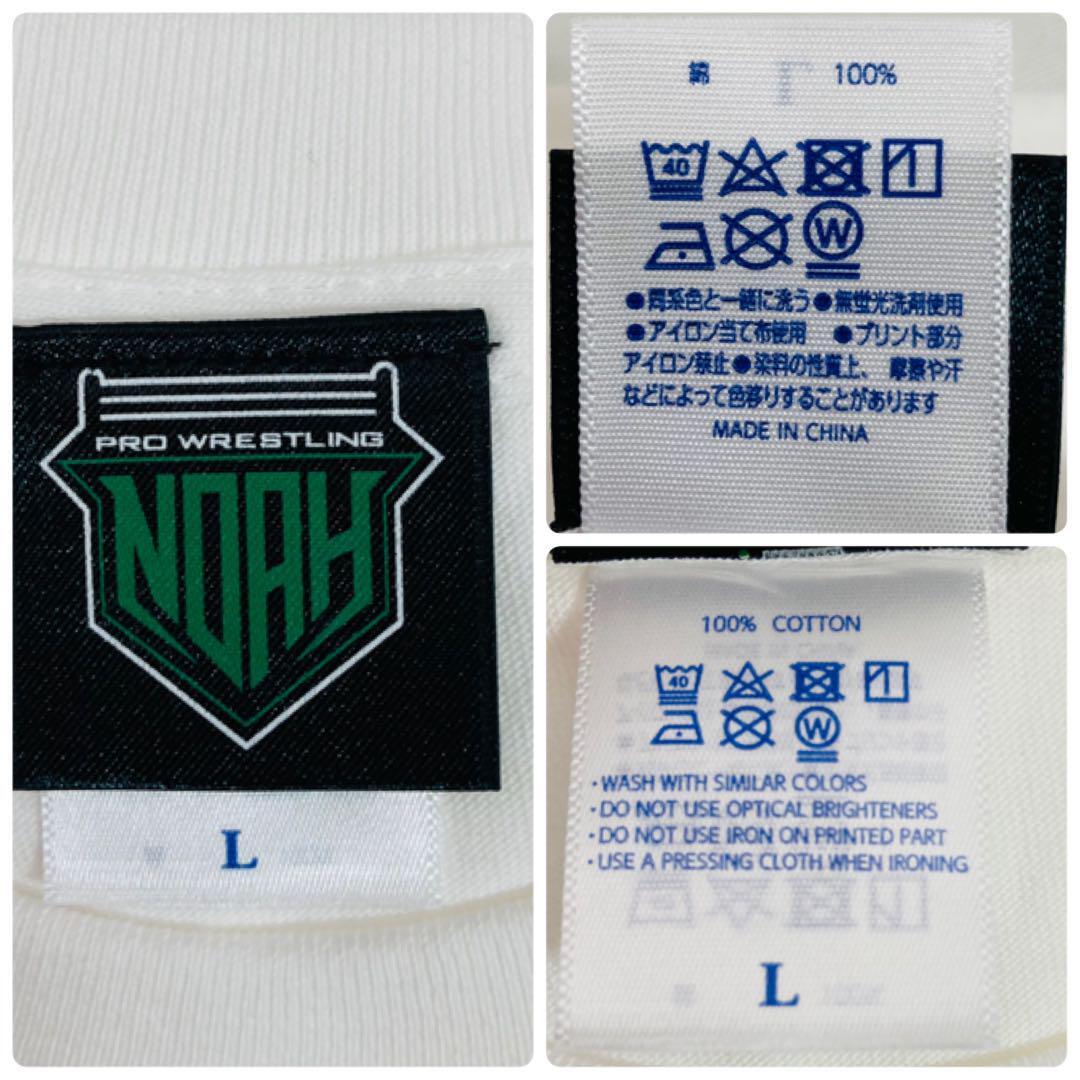 PRO WRESTLING
NOAH
L
綿 100%
40
W
●同系色と一緒に洗う●無蛍光洗剤使用
●アイロン当て布使用 ●プリント部分
アイロン禁止●染料の性質上、摩擦や汗
などによって色移りすることがあります
MADE IN CHINA
100% COTTON
40
W
・WASH WITH SIMILAR COLORS
・DO NOT USE OPTICAL BRIGHTENERS
・DO NOT USE IRON ON PRINTED PART
・USE A PRESSING CLOTH WHEN IRONING
L